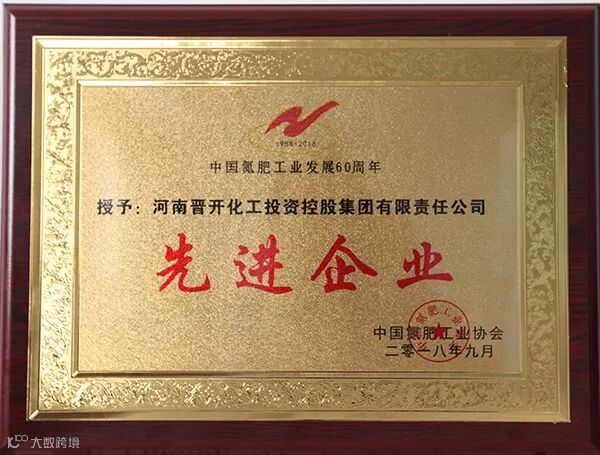 1958-2018
中国氮肥工业发展60周年
授予：河南晋开化工投资控股集团有限责任公司
先进企业
中国氮肥工业协会
二零一八年九月
大数跨境